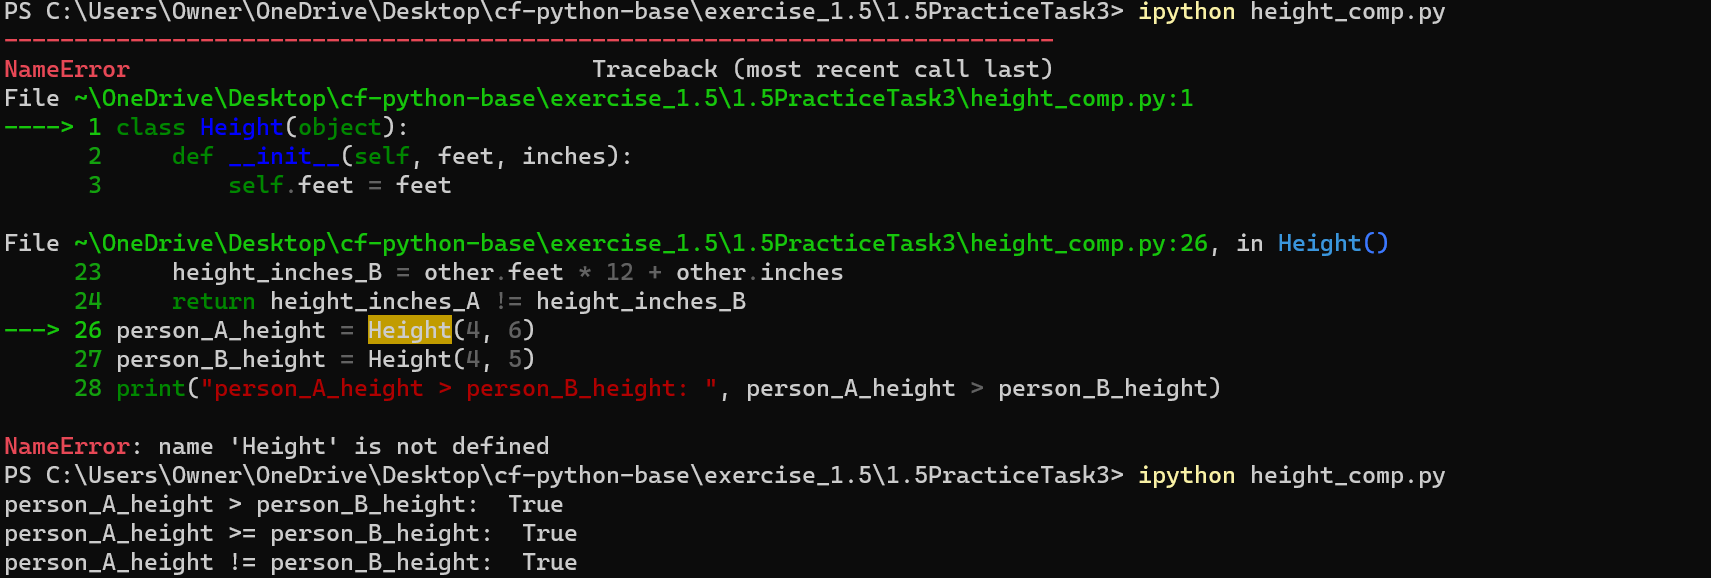 PS C:\Users\Owner\OneDrive\Desktop\cf-python-base\exercise_1.5\1.5PracticeTask3> ipython height_comp.py
---------------------------------------------------------------------------
NameError                                 Traceback (most recent call last)
File ~\OneDrive\Desktop\cf-python-base\exercise_1.5\1.5PracticeTask3\height_comp.py:1
----> 1 class Height(object):
      2     def __init__(self, feet, inches):
      3         self.feet = feet

File ~\OneDrive\Desktop\cf-python-base\exercise_1.5\1.5PracticeTask3\height_comp.py:26, in Height()
     23     height_inches_B = other.feet * 12 + other.inches
     24     return height_inches_A != height_inches_B
---> 26 person_A_height = Height(4, 6)
     27 person_B_height = Height(4, 5)
     28 print("person_A_height > person_B_height: ", person_A_height > person_B_height)

NameError: name 'Height' is not defined
PS C:\Users\Owner\OneDrive\Desktop\cf-python-base\exercise_1.5\1.5PracticeTask3> ipython height_comp.py
person_A_height > person_B_height:  True
person_A_height >= person_B_height:  True
person_A_height != person_B_height:  True